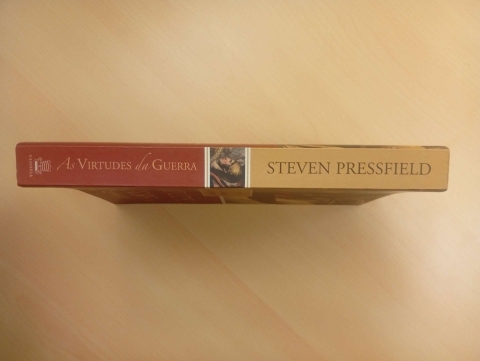 As VIRTUDES da GUERRA
STEVEN PRESSFIELD